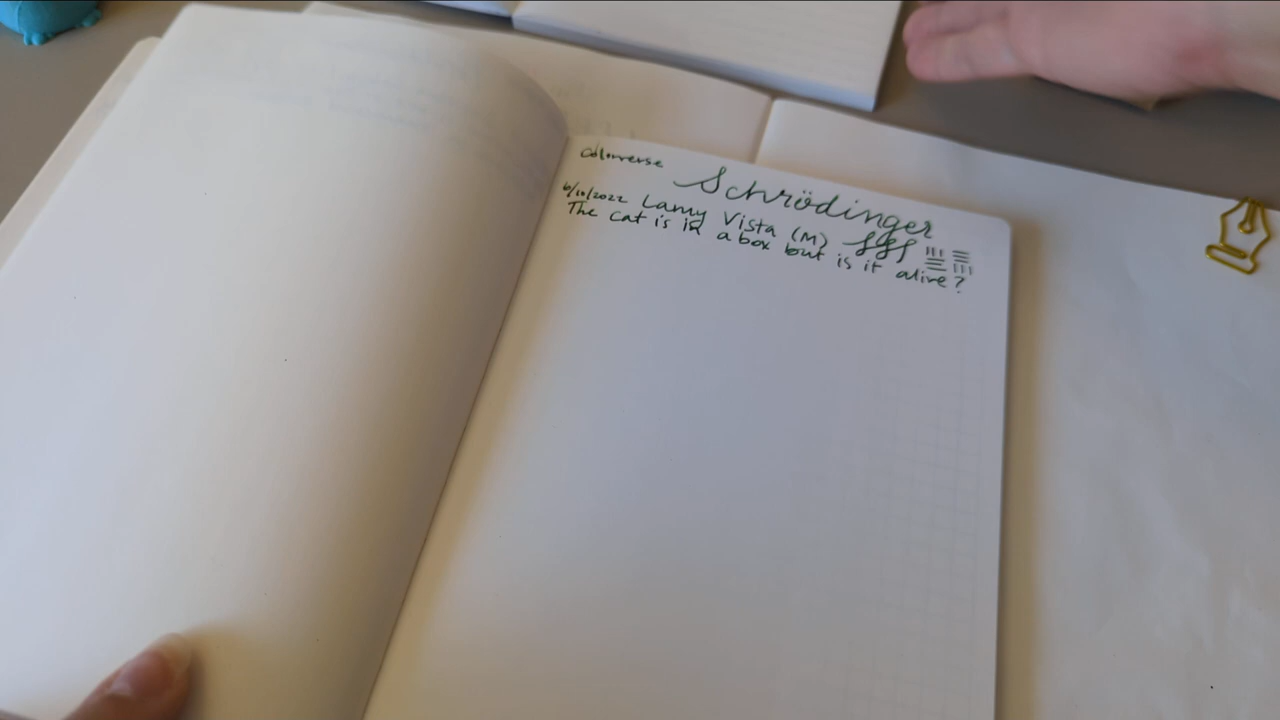 Colorverse
Schrödinger
6/10/2022 Lamy Vista (M)
The cat is in a box but is it alive?